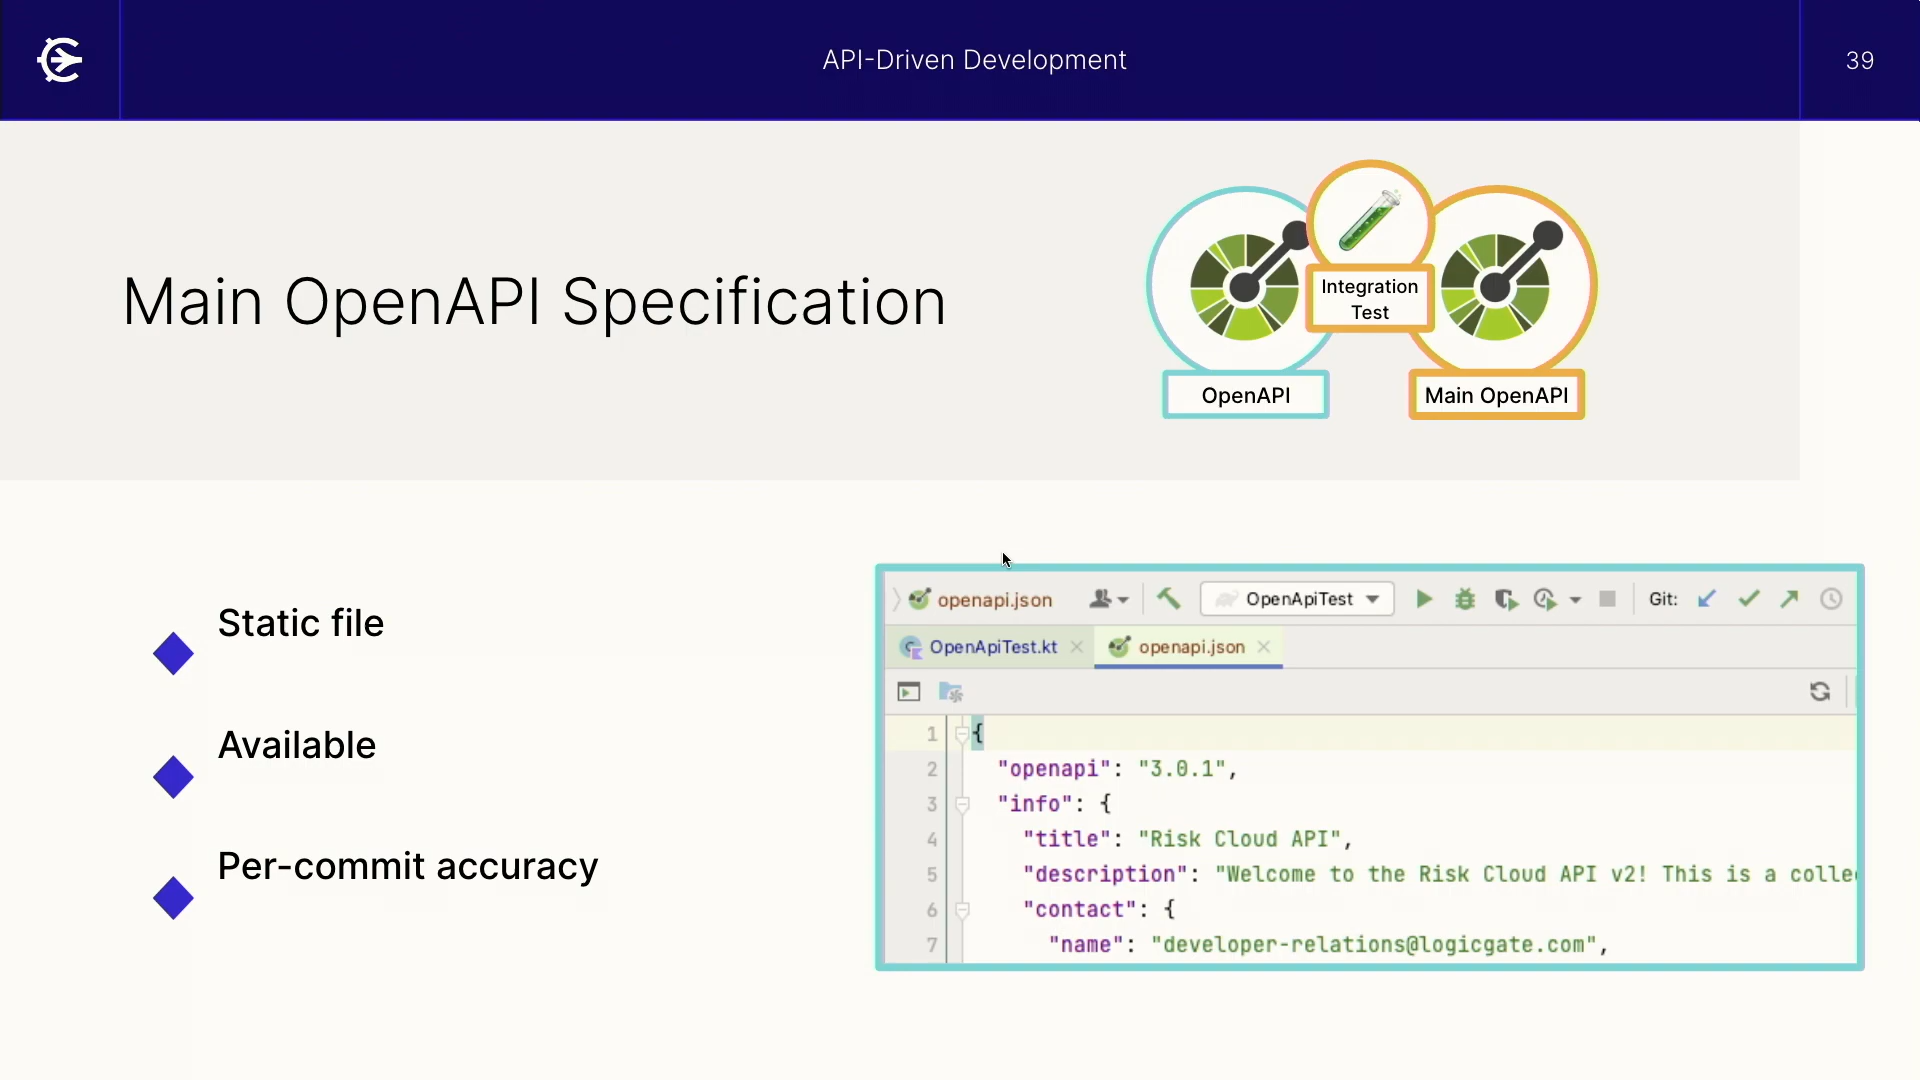 API-Driven Development
39
Main OpenAPI Specification
Integration
Test
OpenAPI
Main OpenAPI
Static file
Available
Per-commit accuracy
openapi.json
OpenApiTest
Git:
OpenApiTest.kt
openapi.json
1 {
2 "openapi": "3.0.1",
3 "info": {
4 "title": "Risk Cloud API",
5 "description": "Welcome to the Risk Cloud API v2! This is a colle
6 "contact": {
7 "name": "developer-relations@logicgate.com",